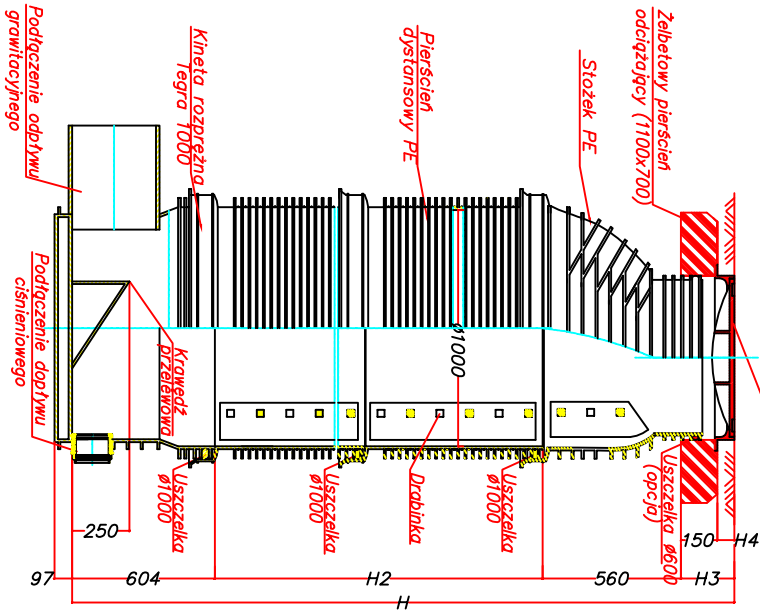 Żelbetowy pierścień
odciążający (1100x700)
Stożek PE
Pierścień
dystansowy PE
Kineta rozprężna
Tegra 1000
Podłączenie odpływu
grawitacyjnego
Podłączenie dopływu
ciśnieniowego
Krawędź
przelewowa
Uszczelka
ø1000
Uszczelka
ø1000
Drabinka
Uszczelka
ø1000
Uszczelka ø600
(opcja)
ø1000
250
150
H4
97
604
H2
560
H3
H